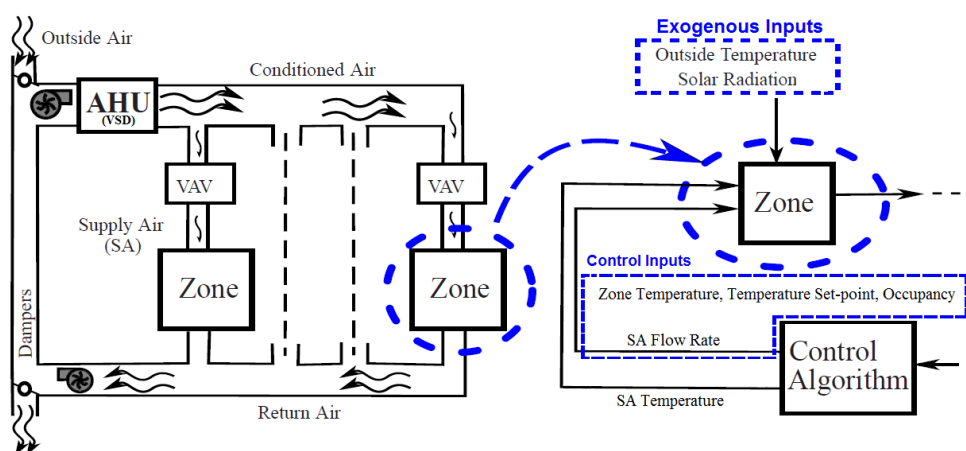 Outside Air
Conditioned Air
AHU
(VSD)
VAV
VAV
Supply Air
(SA)
Zone
Zone
Dampers
Return Air
Exogenous Inputs
Outside Temperature
Solar Radiation
Zone
Control Inputs
Zone Temperature, Temperature Set-point, Occupancy
SA Flow Rate
Control
Algorithm
SA Temperature